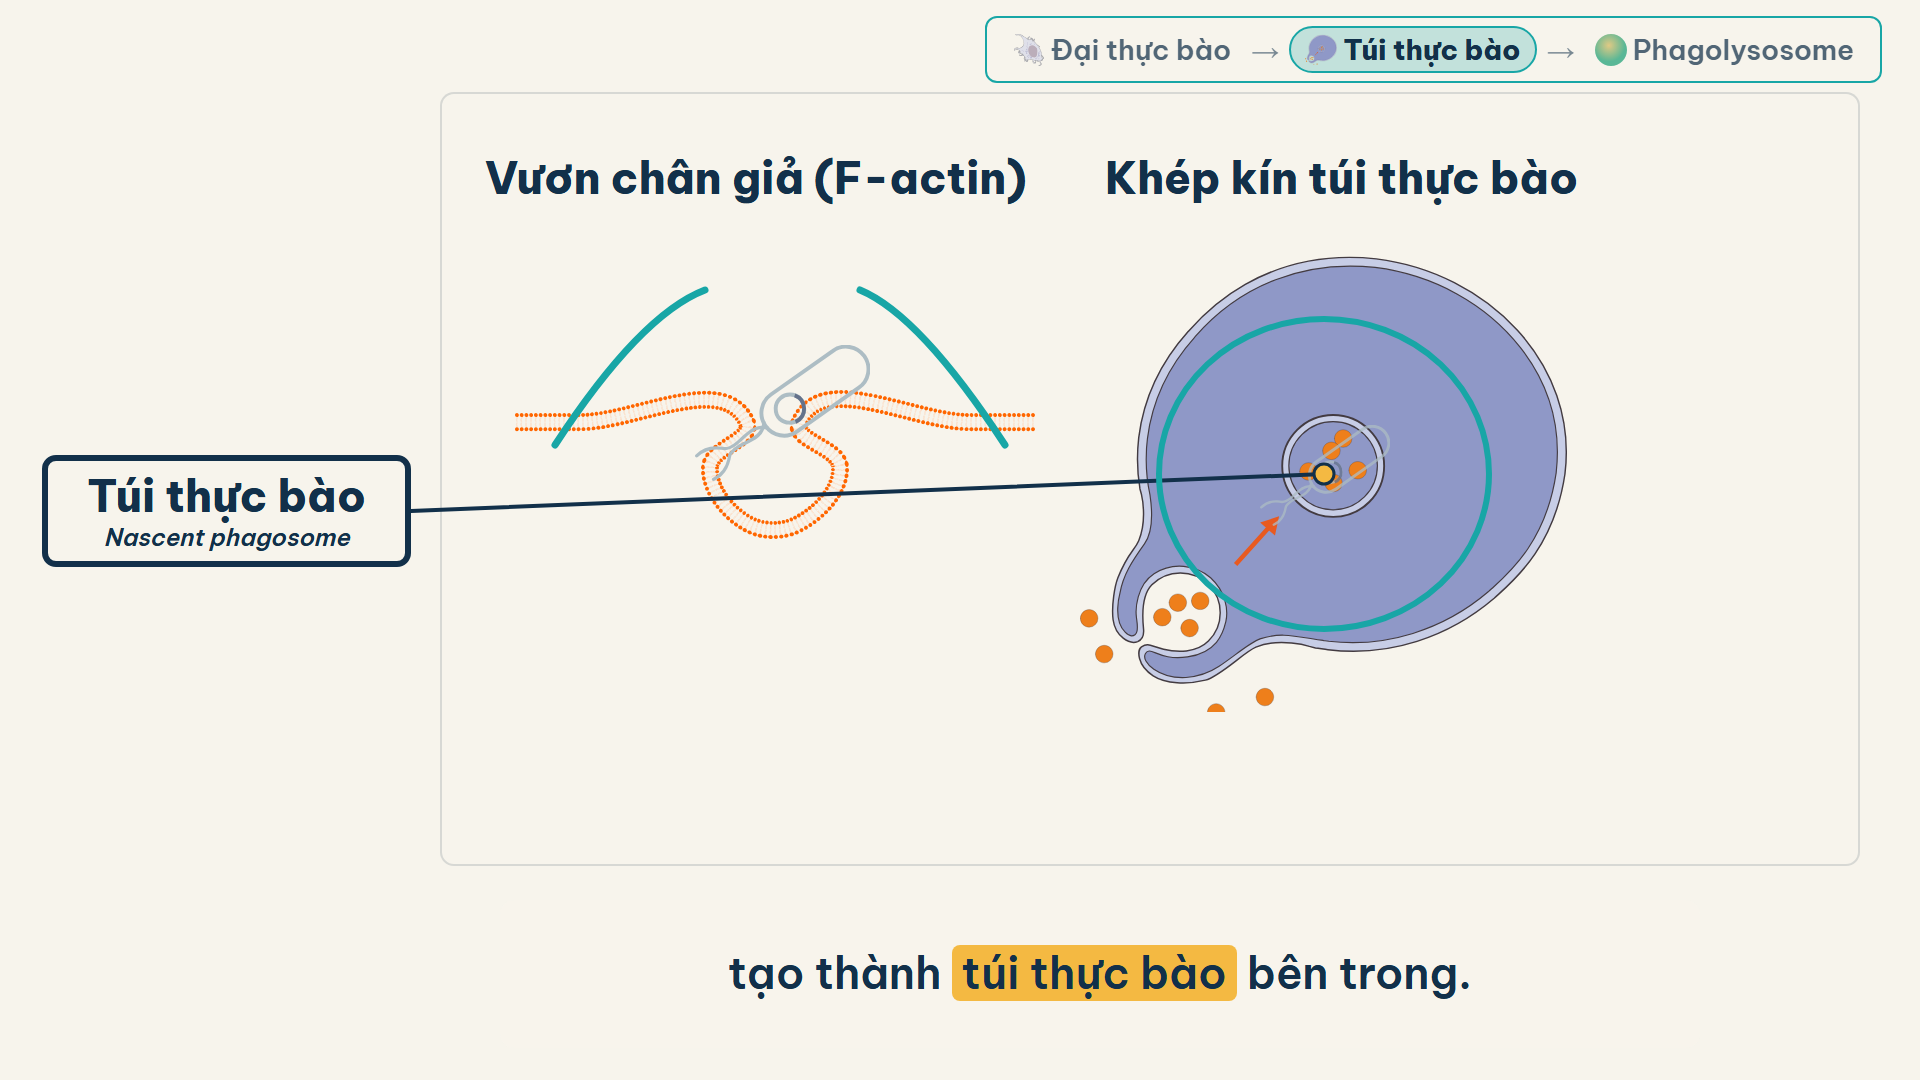 Đại thực bào → Túi thực bào → Phagolysosome
Vươn chân giả (F-actin)
Khép kín túi thực bào
Túi thực bào
Nascent phagosome
tạo thành túi thực bào bên trong.